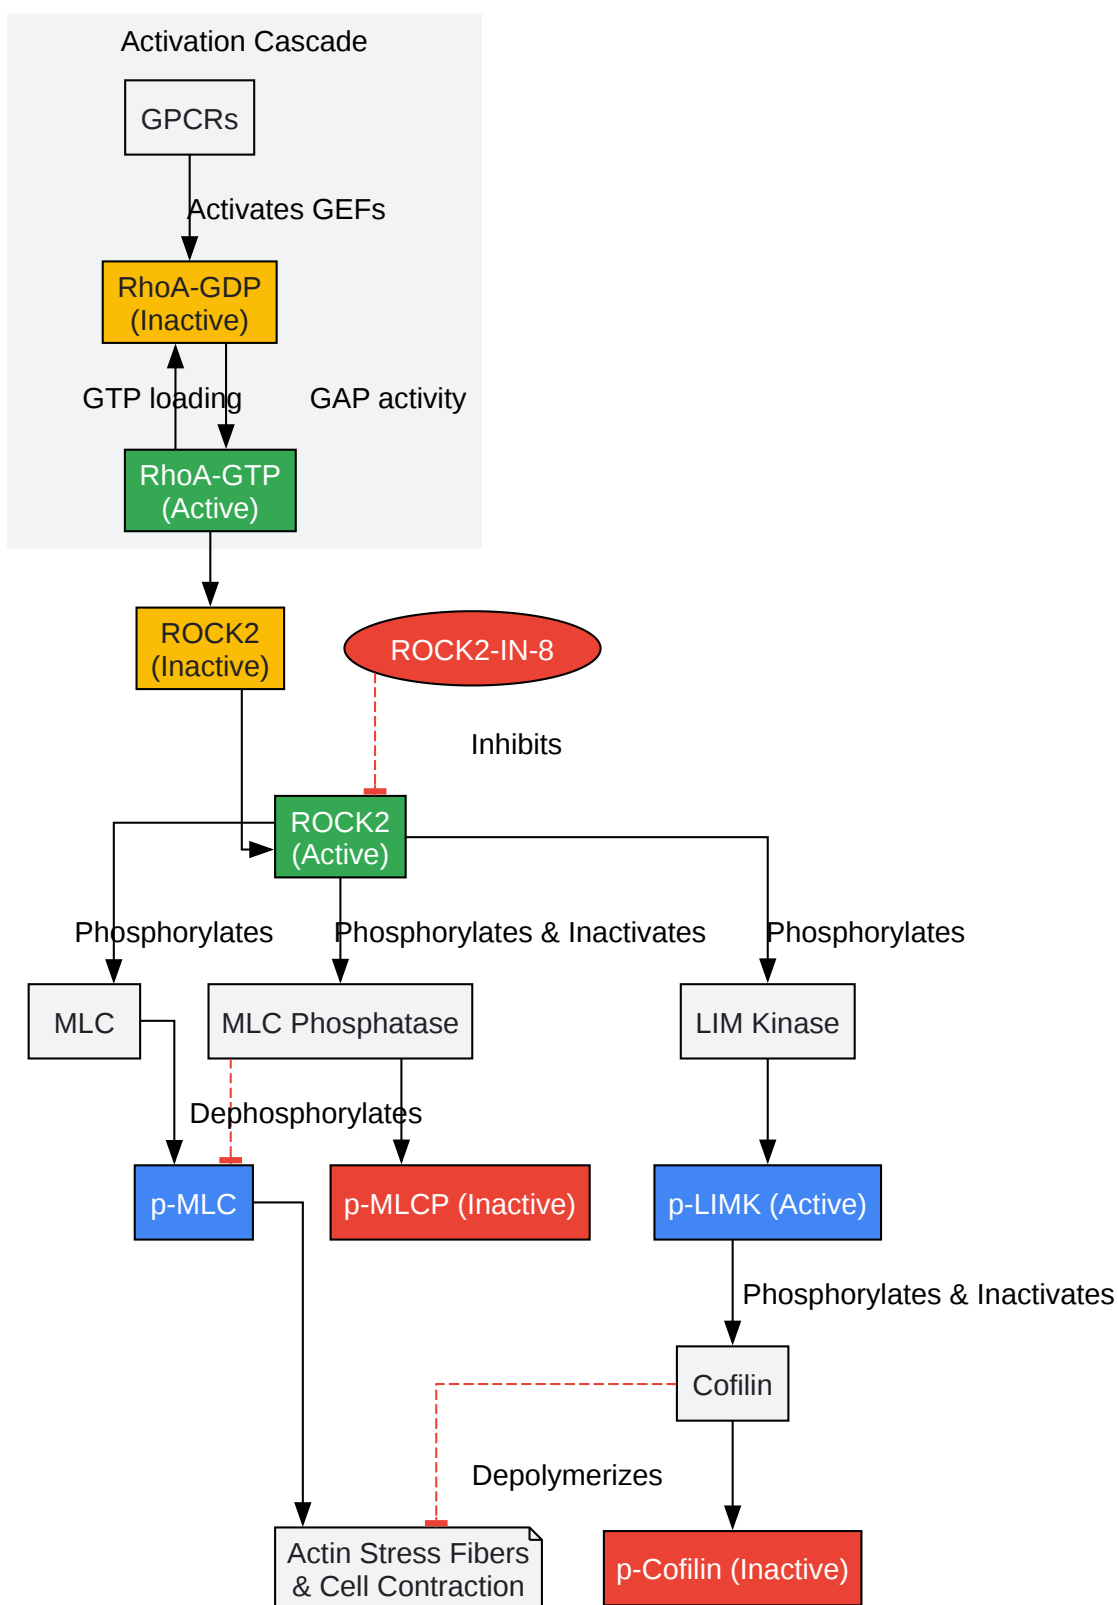 Activation Cascade
GPCRs
Activates GEFs
RhoA-GDP
(Inactive)
GTP loading
GAP activity
RhoA-GTP
(Active)
ROCK2
(Inactive)
ROCK2-IN-8
Inhibits
ROCK2
(Active)
Phosphorylates
Phosphorylates & Inactivates
Phosphorylates
MLC
MLC Phosphatase
LIM Kinase
Dephosphorylates
p-MLC
p-MLCP (Inactive)
p-LIMK (Active)
Phosphorylates & Inactivates
Cofilin
Depolymerizes
Actin Stress Fibers
& Cell Contraction
p-Cofilin (Inactive)